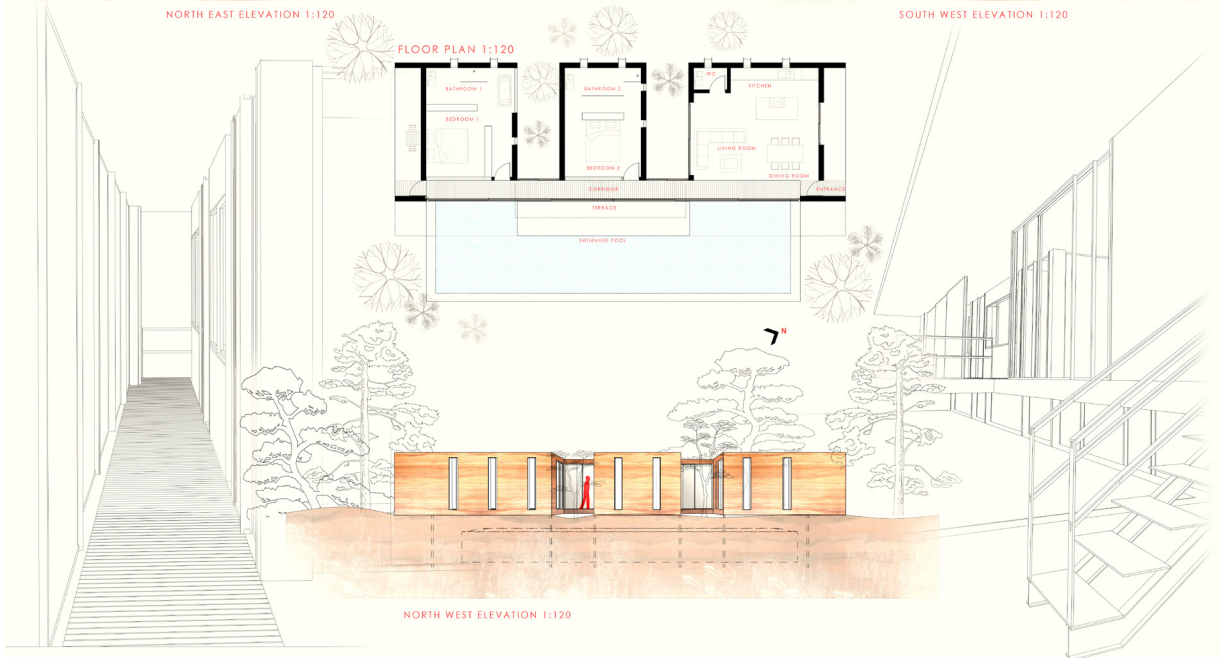 NORTH EAST ELEVATION 1:120
SOUTH WEST ELEVATION 1:120
FLOOR PLAN 1:120
WC
BATHROOM 1
BATHROOM 2
KITCHEN
BEDROOM 1
LIVING ROOM
BEDROOM 2
DINING ROOM
CORRIDOR
ENTRANCE
TERRACE
SWIMMING POOL
N
NORTH WEST ELEVATION 1:120